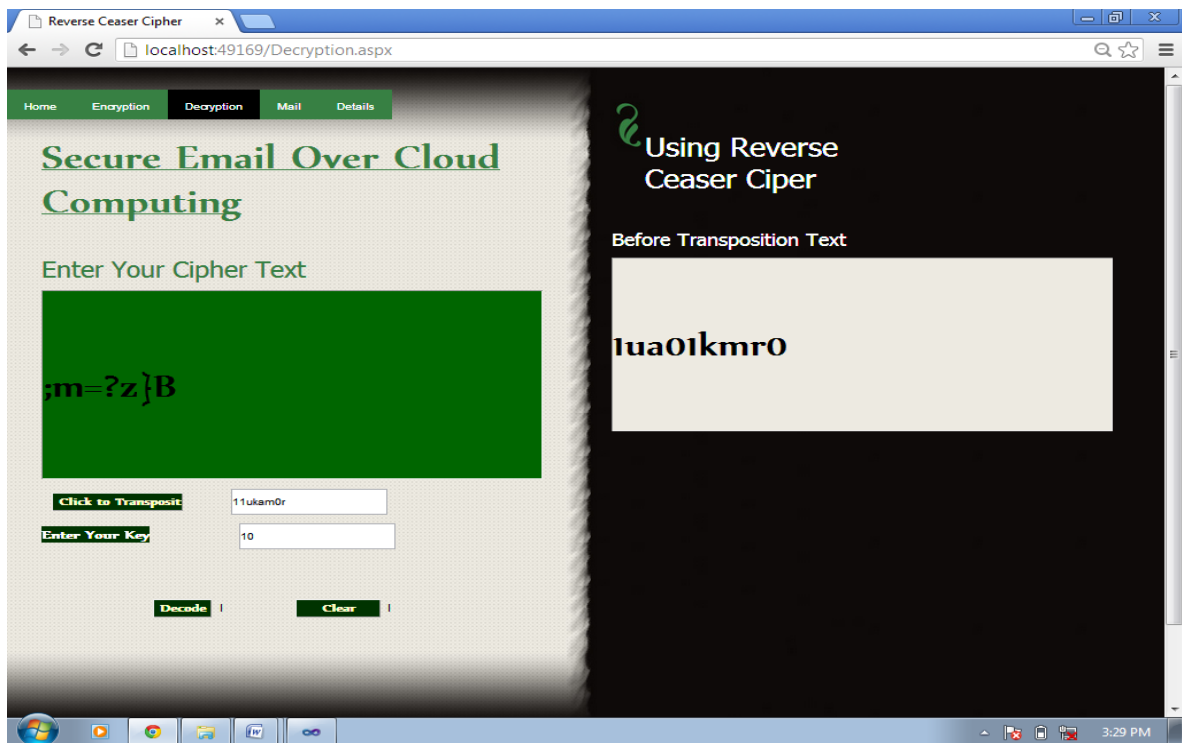 Reverse Ceaser Cipher
localhost:49169/Decryption.aspx
Home Encryption Decryption Mail Details
Secure Email Over Cloud
Computing
Enter Your Cipher Text
;m=?z}B
Click to Transposit 11ukam0r
Enter Your Key 10
Decode Clear
Using Reverse
Ceaser Ciper
Before Transposition Text
1ua01kmr0
3:29 PM